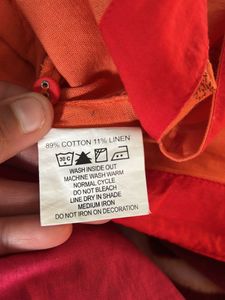 89% COTTON 11% LINEN
30 C
WASH INSIDE OUT
MACHINE WASH WARM
NORMAL CYCLE
DO NOT BLEACH
LINE DRY IN SHADE
MEDIUM IRON
DO NOT IRON ON DECORATION